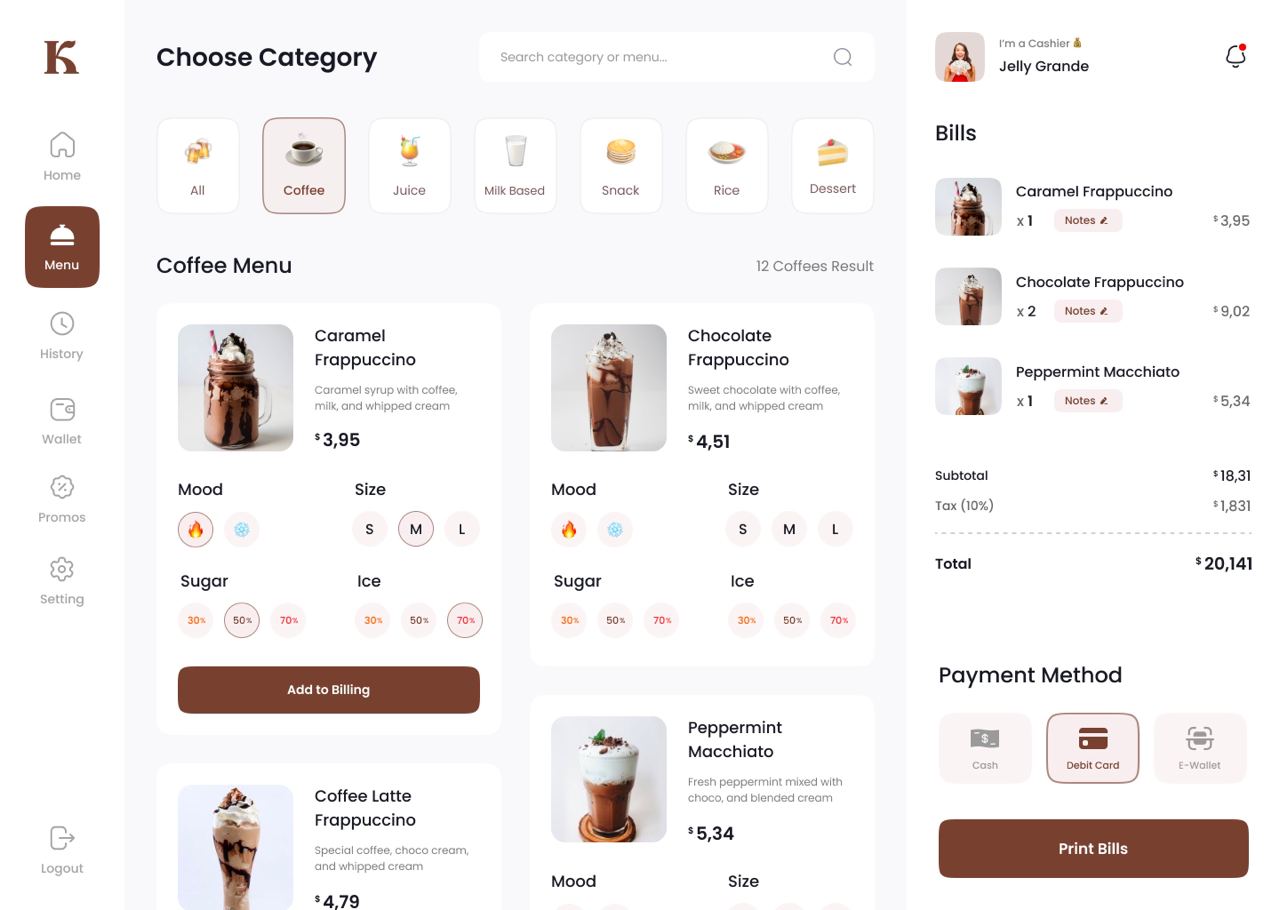 K
Home
Menu
History
Wallet
Promos
Setting
Logout
Choose Category
Search category or menu...
All
Coffee
Juice
Milk Based
Snack
Rice
Dessert
Coffee Menu
12 Coffees Result
Caramel
Frappuccino
Caramel syrup with coffee,
milk, and whipped cream
$ 3,95
Mood
Size
S M L
Sugar
Ice
30% 50% 70%
30% 50% 70%
Add to Billing
Coffee Latte
Frappuccino
Special coffee, choco cream,
and whipped cream
$ 4,79
Chocolate
Frappuccino
Sweet chocolate with coffee,
milk, and whipped cream
$ 4,51
Mood
Size
S M L
Sugar
Ice
30% 50% 70%
30% 50% 70%
Peppermint
Macchiato
Fresh peppermint mixed with
choco, and blended cream
$ 5,34
Mood
Size
I'm a Cashier
Jelly Grande
Bills
Caramel Frappuccino
x 1 Notes $ 3,95
Chocolate Frappuccino
x 2 Notes $ 9,02
Peppermint Macchiato
x 1 Notes $ 5,34
Subtotal $ 18,31
Tax (10%) $ 1,831
Total $ 20,141
Payment Method
Cash
Debit Card
E-Wallet
Print Bills